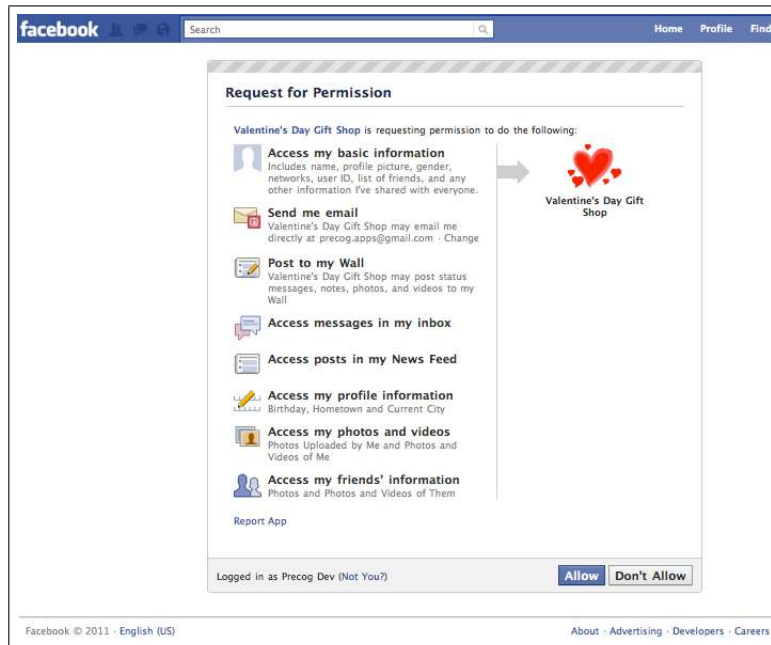 facebook
Search
Home Profile Find
Request for Permission
Valentine's Day Gift Shop is requesting permission to do the following:
Access my basic information
Includes name, profile picture, gender,
networks, user ID, list of friends, and any
other information I've shared with everyone.
Send me email
Valentine's Day Gift Shop may email me
directly at precog.apps@gmail.com · Change
Post to my Wall
Valentine's Day Gift Shop may post status
messages, notes, photos, and videos to my
Wall
Access messages in my inbox
Access posts in my News Feed
Access my profile information
Birthday, Hometown and Current City
Access my photos and videos
Photos Uploaded by Me and Photos and
Videos of Me
Access my friends' information
Photos and Photos and Videos of Them
Valentine's Day Gift
Shop
Report App
Logged in as Precog Dev (Not You?)
Allow Don't Allow
Facebook © 2011 · English (US)
About · Advertising · Developers · Careers